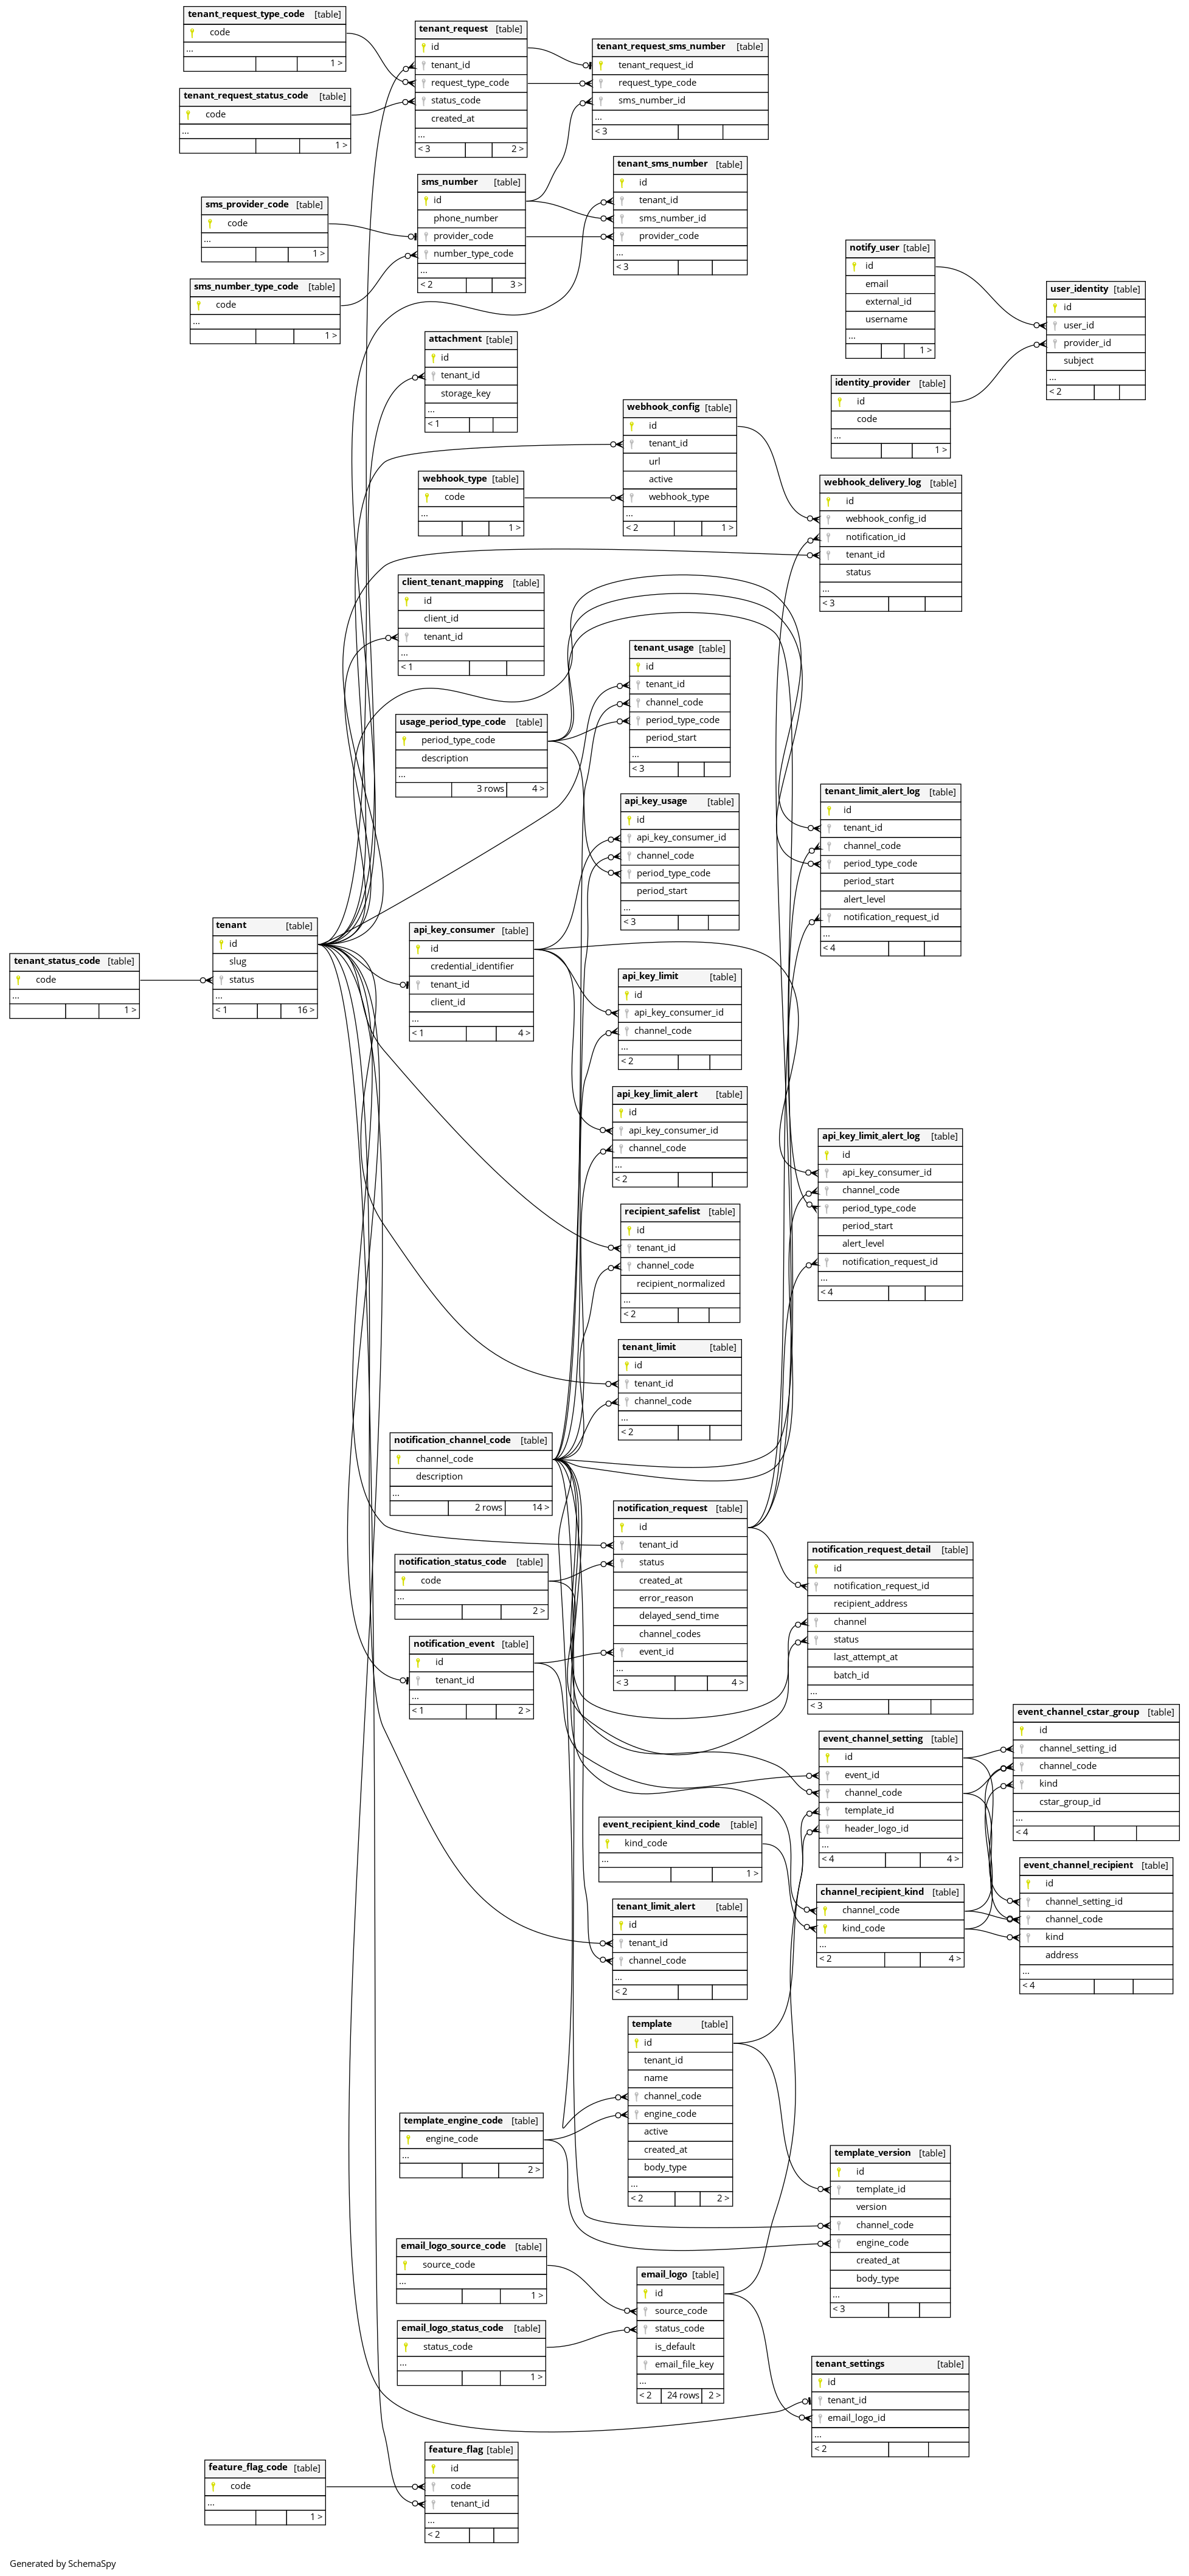 tenant_request_type_code [table]
code
...
1 >
tenant_request_status_code [table]
code
...
1 >
tenant_request [table]
id
tenant_id
request_type_code
status_code
created_at
...
< 3 2 >
tenant_request_sms_number [table]
tenant_request_id
request_type_code
sms_number_id
...
< 3
sms_provider_code [table]
code
...
1 >
sms_number_type_code [table]
code
...
1 >
sms_number [table]
id
phone_number
provider_code
number_type_code
...
< 2 3 >
tenant_sms_number [table]
id
tenant_id
sms_number_id
provider_code
...
< 3
notify_user [table]
id
email
external_id
username
...
1 >
user_identity [table]
id
user_id
provider_id
subject
...
< 2
identity_provider [table]
id
code
...
1 >
attachment [table]
id
tenant_id
storage_key
...
< 1
webhook_config [table]
id
tenant_id
url
active
webhook_type
...
< 2 1 >
webhook_type [table]
code
...
1 >
webhook_delivery_log [table]
id
webhook_config_id
notification_id
tenant_id
status
...
< 3
client_tenant_mapping [table]
id
client_id
tenant_id
...
< 1
tenant_usage [table]
id
tenant_id
channel_code
period_type_code
period_start
...
< 3
usage_period_type_code [table]
period_type_code
description
...
3 rows 4 >
api_key_usage [table]
id
api_key_consumer_id
channel_code
period_type_code
period_start
...
< 3
tenant_limit_alert_log [table]
id
tenant_id
channel_code
period_type_code
period_start
alert_level
notification_request_id
...
< 4
tenant_status_code [table]
code
...
1 >
tenant [table]
id
slug
status
...
< 1 16 >
api_key_consumer [table]
id
credential_identifier
tenant_id
client_id
...
< 1 4 >
api_key_limit [table]
id
api_key_consumer_id
channel_code
...
< 2
api_key_limit_alert [table]
id
api_key_consumer_id
channel_code
...
< 2
api_key_limit_alert_log [table]
id
api_key_consumer_id
channel_code
period_type_code
period_start
alert_level
notification_request_id
...
< 4
recipient_safelist [table]
id
tenant_id
channel_code
recipient_normalized
...
< 2
tenant_limit [table]
id
tenant_id
channel_code
...
< 2
notification_channel_code [table]
channel_code
description
...
2 rows 14 >
notification_request [table]
id
tenant_id
status
created_at
error_reason
delayed_send_time
channel_codes
event_id
...
< 3 4 >
notification_status_code [table]
code
...
2 >
notification_event [table]
id
tenant_id
...
< 1 2 >
notification_request_detail [table]
id
notification_request_id
recipient_address
channel
status
last_attempt_at
batch_id
...
< 3
event_channel_setting [table]
id
event_id
channel_code
template_id
header_logo_id
...
< 4 4 >
event_channel_cstar_group [table]
id
channel_setting_id
channel_code
kind
cstar_group_id
...
< 4
event_recipient_kind_code [table]
kind_code
...
1 >
channel_recipient_kind [table]
channel_code
kind_code
...
< 2 4 >
event_channel_recipient [table]
id
channel_setting_id
channel_code
kind
address
...
< 4
tenant_limit_alert [table]
id
tenant_id
channel_code
...
< 2
template [table]
id
tenant_id
name
channel_code
engine_code
active
created_at
body_type
...
< 2 2 >
template_engine_code [table]
engine_code
...
2 >
template_version [table]
id
template_id
version
channel_code
engine_code
created_at
body_type
...
< 3
email_logo_source_code [table]
source_code
...
1 >
email_logo_status_code [table]
status_code
...
1 >
email_logo [table]
id
source_code
status_code
is_default
email_file_key
...
< 2 24 rows 2 >
tenant_settings [table]
id
tenant_id
email_logo_id
...
< 2
feature_flag_code [table]
code
...
1 >
feature_flag [table]
id
code
tenant_id
...
< 2
Generated by SchemaSpy